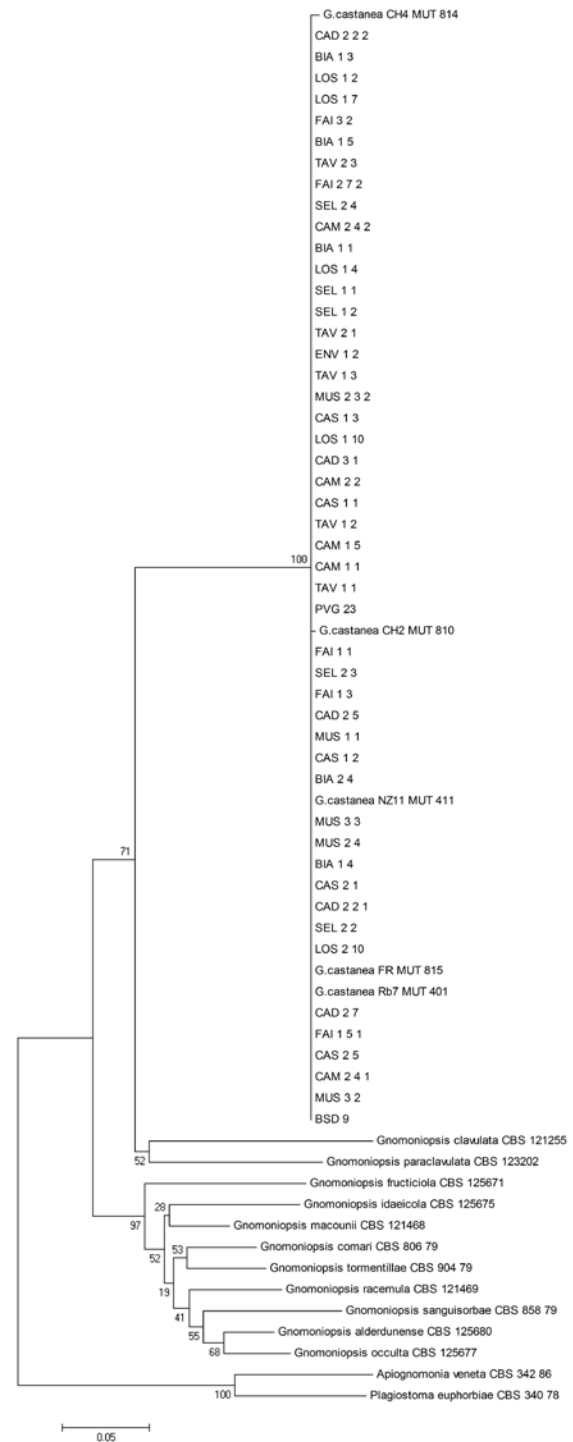 G.castanea CH4 MUT 814
CAD 2 2 2
BIA 1 3
LOS 1 2
LOS 1 7
FAI 3 2
BIA 1 5
TAV 2 3
FAI 2 7 2
SEL 2 4
CAM 2 4 2
BIA 1 1
LOS 1 4
SEL 1 1
SEL 1 2
TAV 2 1
ENV 1 2
TAV 1 3
MUS 2 3 2
CAS 1 3
LOS 1 10
CAD 3 1
CAM 2 2
CAS 1 1
TAV 1 2
CAM 1 5
100
CAM 1 1
TAV 1 1
PVG 23
G.castanea CH2 MUT 810
FAI 1 1
SEL 2 3
FAI 1 3
CAD 2 5
MUS 1 1
CAS 1 2
BIA 2 4
G.castanea NZ11 MUT 411
MUS 3 3
MUS 2 4
71
BIA 1 4
CAS 2 1
CAD 2 2 1
SEL 2 2
LOS 2 10
G.castanea FR MUT 815
G.castanea Rb7 MUT 401
CAD 2 7
FAI 1 5 1
CAS 2 5
CAM 2 4 1
MUS 3 2
BSD 9
Gnomoniopsis clavulata CBS 121255
52
Gnomoniopsis paraclavulata CBS 123202
Gnomoniopsis fructiciola CBS 125671
97
28
Gnomoniopsis idaeicola CBS 125675
Gnomoniopsis macounii CBS 121468
52
53
Gnomoniopsis comari CBS 806 79
Gnomoniopsis tormentillae CBS 904 79
19
Gnomoniopsis racemula CBS 121469
41
Gnomoniopsis sanguisorbae CBS 858 79
55
Gnomoniopsis alderdunense CBS 125680
68
Gnomoniopsis occulta CBS 125677
Apiognomonia veneta CBS 342 86
100
Plagiostoma euphorbiae CBS 340 78
0.05